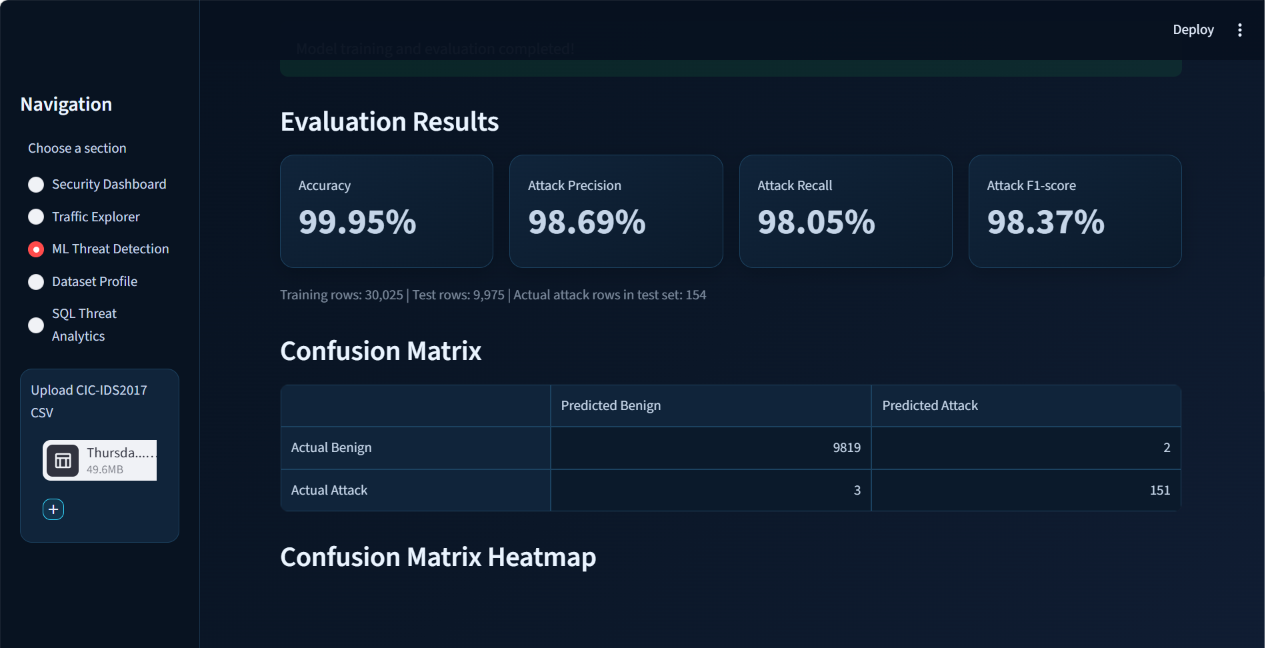 Deploy
Model training and evaluation completed!
Navigation
Choose a section
Security Dashboard
Traffic Explorer
ML Threat Detection
Dataset Profile
SQL Threat
Analytics
Upload CIC-IDS2017
CSV
Thursda......
49.6MB
Evaluation Results
Accuracy
99.95%
Attack Precision
98.69%
Attack Recall
98.05%
Attack F1-score
98.37%
Training rows: 30,025 | Test rows: 9,975 | Actual attack rows in test set: 154
Confusion Matrix
Predicted Benign Predicted Attack
Actual Benign 9819 2
Actual Attack 3 151
Confusion Matrix Heatmap